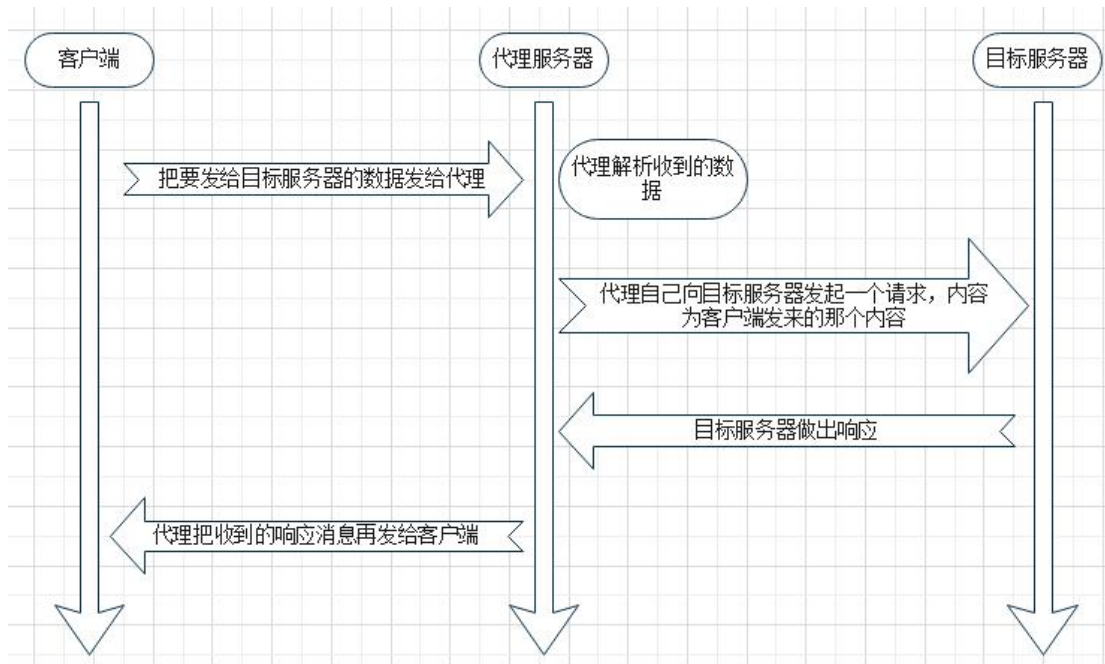 客户端
代理服务器
目标服务器
把要发给目标服务器的数据发给代理
代理解析收到的数
据
代理自己向目标服务器发起一个请求，内容
为客户端发来的那个内容
目标服务器做出响应
代理把收到的响应消息再发给客户端